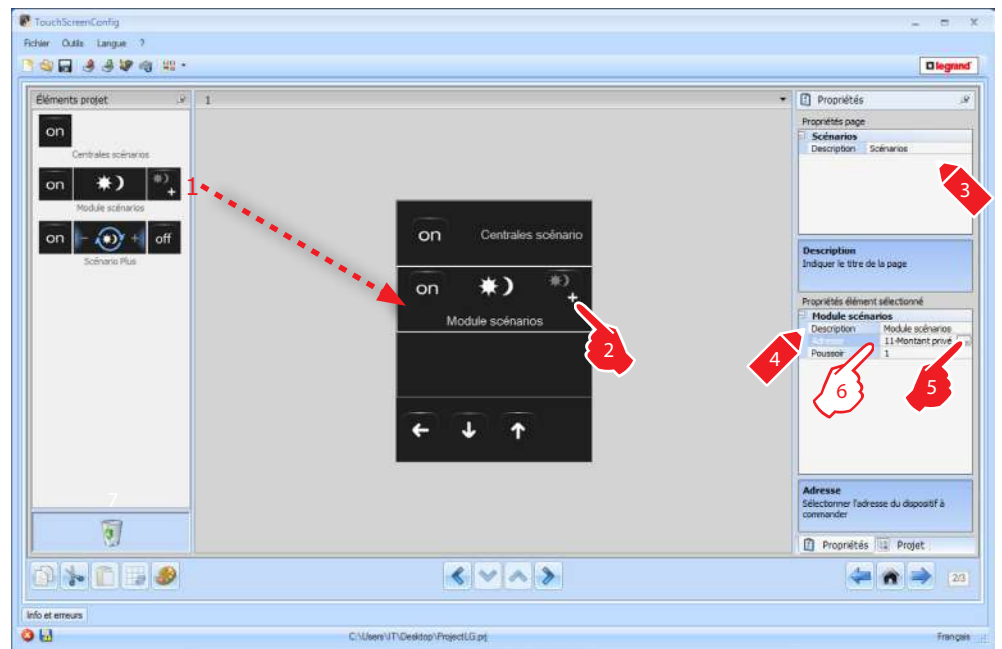 TouchScreenConfig
Fichier Outils Langue ?
legrand
Éléments projet
1
Propriétés
on
Centrales scénarios
on
Module scénarios
1
on - + off
Scénario Plus
Propriétés page
Scénarios
Description Scénarios
3
Description
Indiquer le titre de la page
on Centrales scénario
on
Module scénarios
2
Propriétés élément sélectionné
Module scénarios
Description Module scénarios
Adresse 11-Montant privé
Poussoir 1
4
6
5
7
Adresse
Sélectionner l'adresse du dispositif à
commander
Propriétés Projet
2/3
Info et erreurs
C:\Users\IT\Desktop\ProjectLG.prj
Français